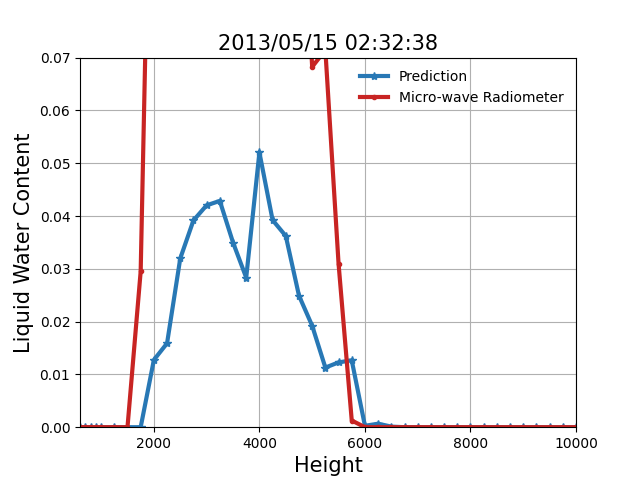 2013/05/15 02:32:38
Prediction
Micro-wave Radiometer
Liquid Water Content
0.07
0.06
0.05
0.04
0.03
0.02
0.01
0.00
2000 4000 6000 8000 10000
Height